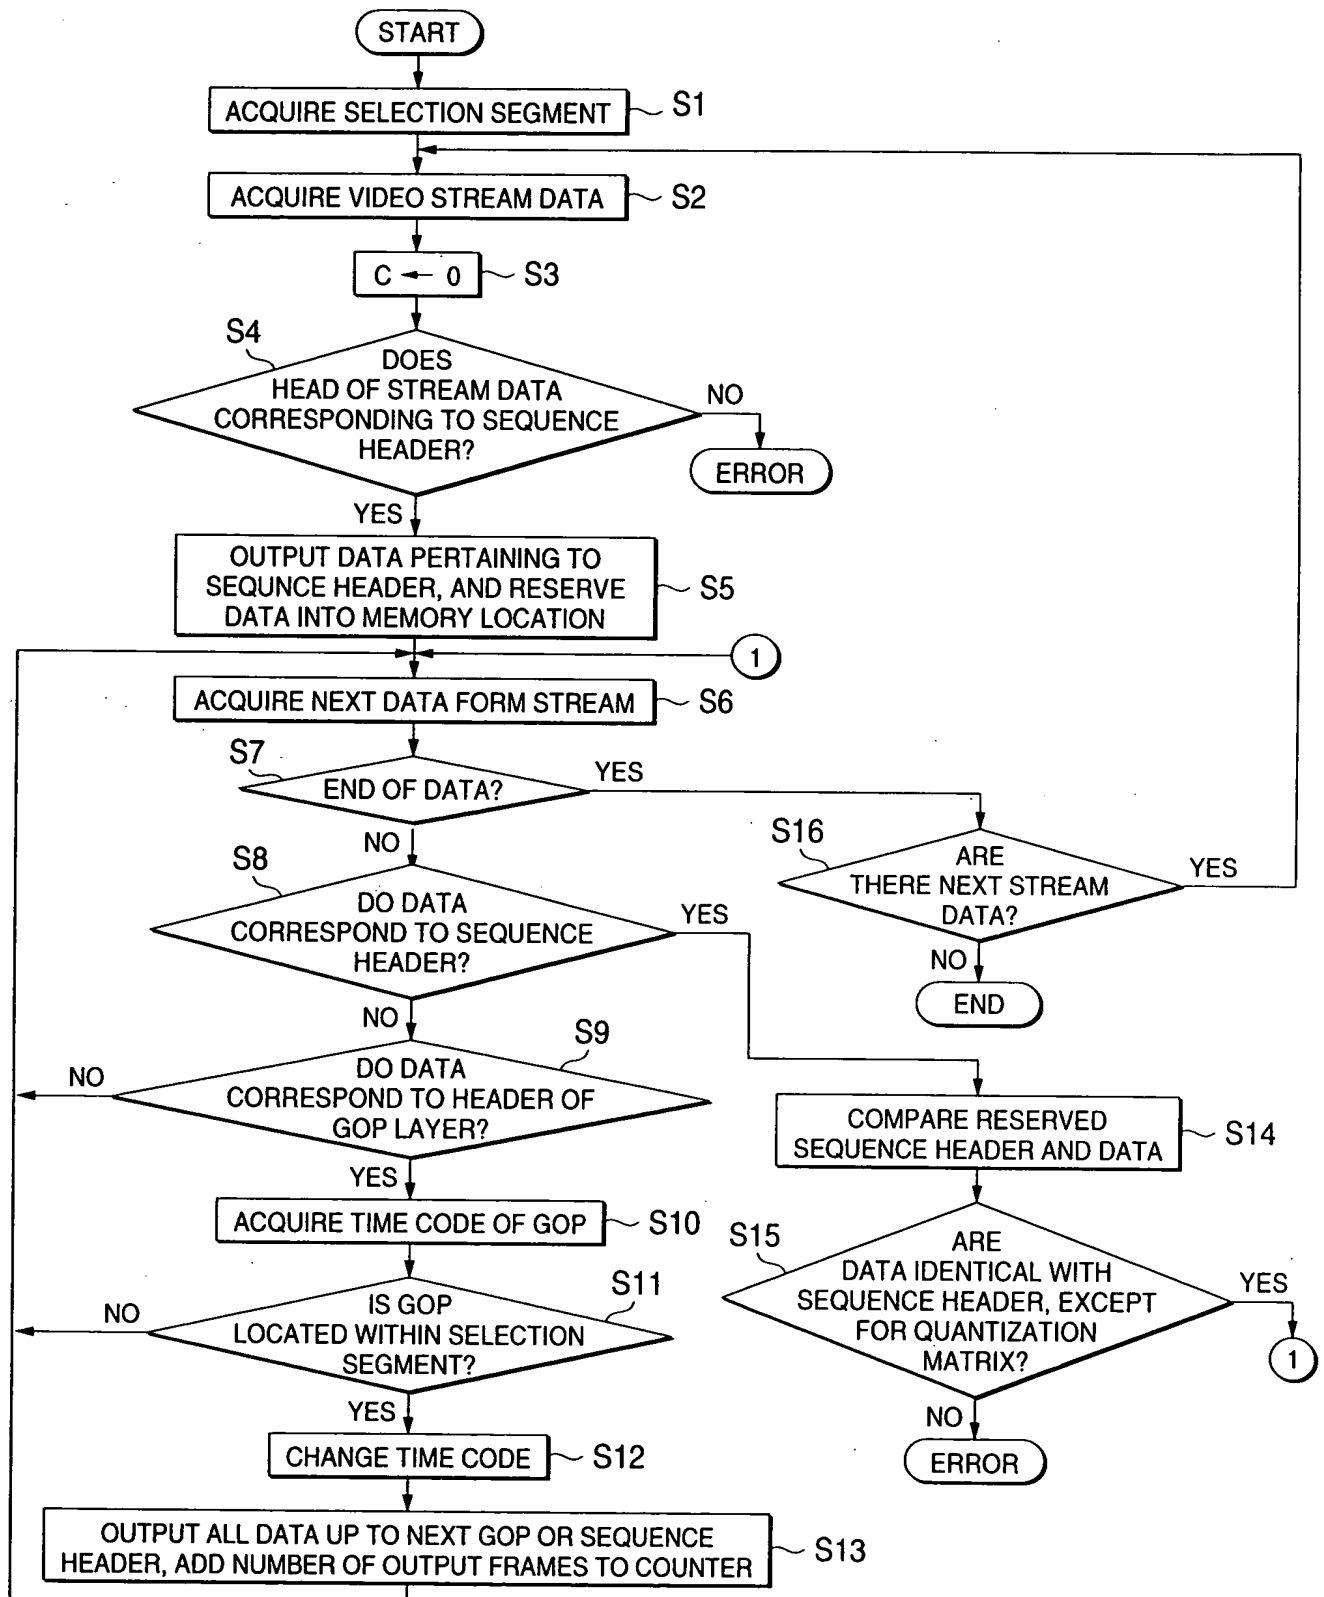 START
ACQUIRE SELECTION SEGMENT
S1
ACQUIRE VIDEO STREAM DATA
S2
C ← 0
S3
S4
DOES
HEAD OF STREAM DATA
CORRESPONDING TO SEQUENCE
HEADER?
NO
ERROR
YES
OUTPUT DATA PERTAINING TO
SEQUNCE HEADER, AND RESERVE
DATA INTO MEMORY LOCATION
S5
1
ACQUIRE NEXT DATA FORM STREAM
S6
S7
END OF DATA?
YES
NO
S16
ARE
THERE NEXT STREAM
DATA?
YES
NO
END
S8
DO DATA
CORRESPOND TO SEQUENCE
HEADER?
YES
NO
S9
DO DATA
CORRESPOND TO HEADER OF
GOP LAYER?
NO
YES
COMPARE RESERVED
SEQUENCE HEADER AND DATA
S14
ACQUIRE TIME CODE OF GOP
S10
S15
ARE
DATA IDENTICAL WITH
SEQUENCE HEADER, EXCEPT
FOR QUANTIZATION
MATRIX?
YES
1
NO
ERROR
S11
IS GOP
LOCATED WITHIN SELECTION
SEGMENT?
NO
YES
CHANGE TIME CODE
S12
OUTPUT ALL DATA UP TO NEXT GOP OR SEQUENCE
HEADER, ADD NUMBER OF OUTPUT FRAMES TO COUNTER
S13